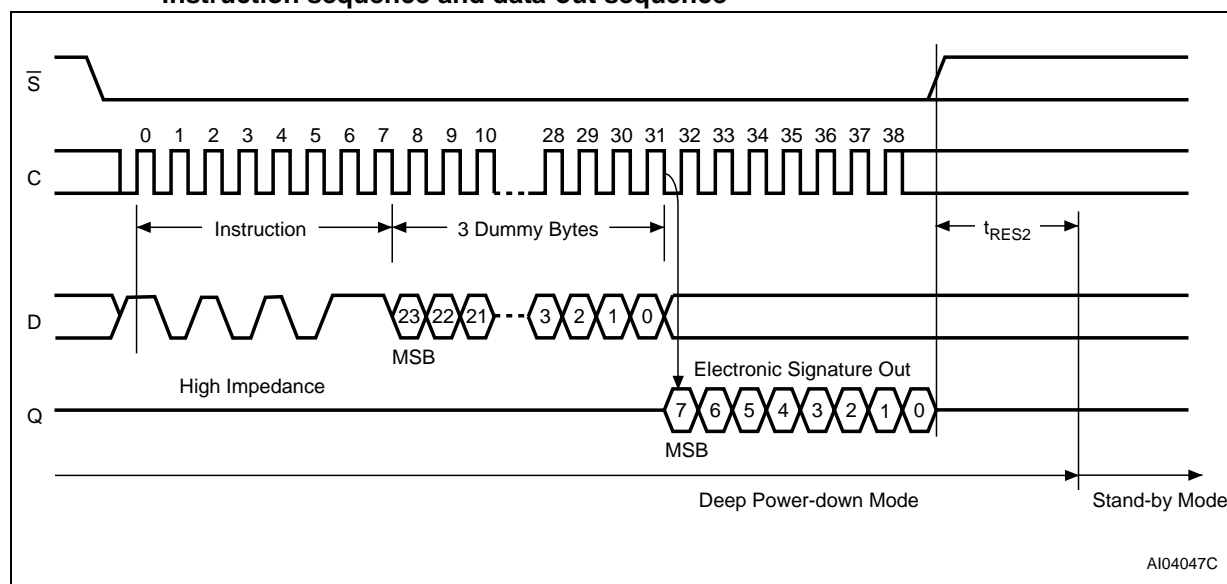 instruction sequence and data-out sequence
S
0 1 2 3 4 5 6 7 8 9 10 28 29 30 31 32 33 34 35 36 37 38
C
Instruction 3 Dummy Bytes tRES2
D 23 22 21 3 2 1 0
MSB
High Impedance Electronic Signature Out
Q 7 6 5 4 3 2 1 0
MSB
Deep Power-down Mode Stand-by Mode
AI04047C